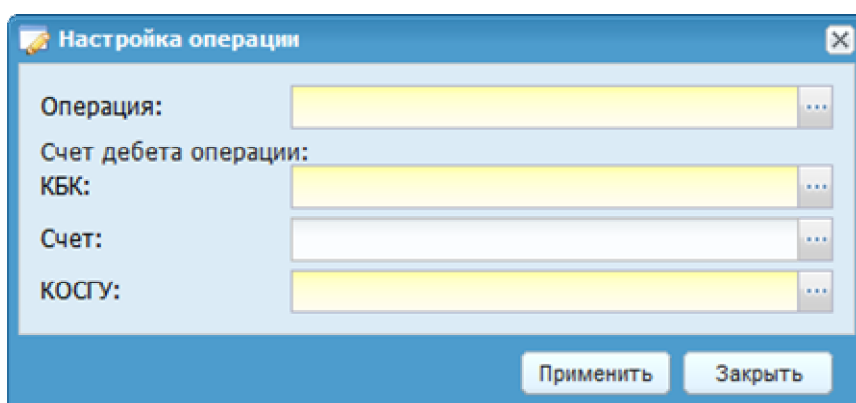 Настройка операции
Операция:
Счет дебета операции:
КБК:
Счет:
КОСГУ:
Применить Закрыть